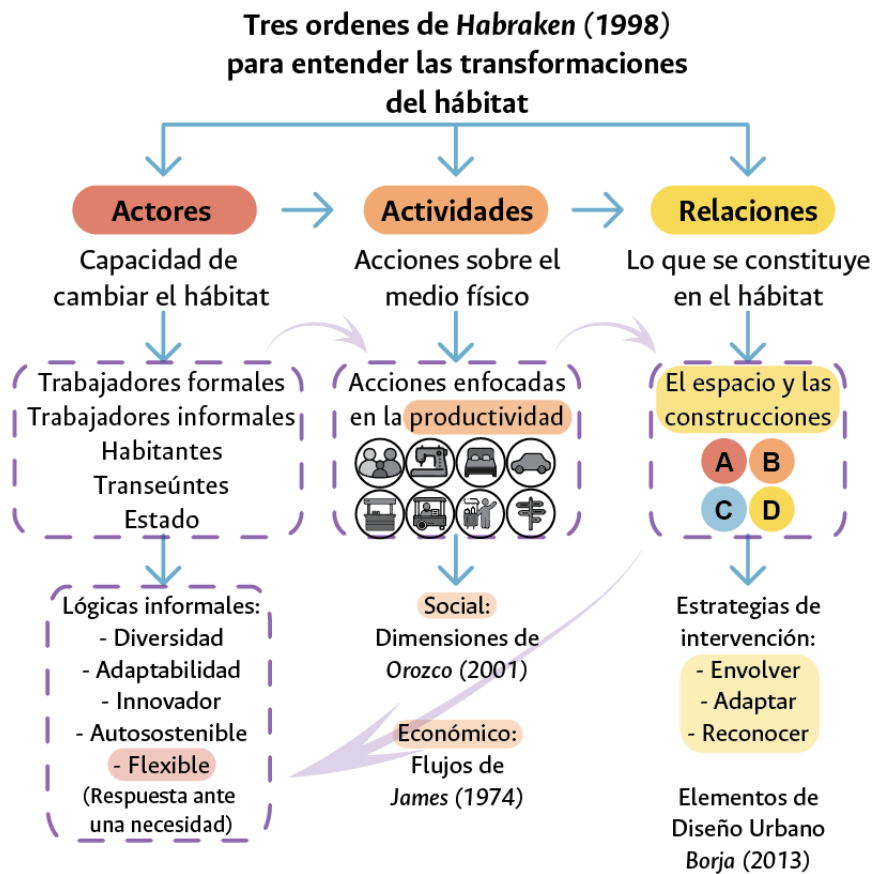 Tres ordenes de Habraken (1998)
para entender las transformaciones
del hábitat
Actores
Actividades
Relaciones
Capacidad de
cambiar el hábitat
Acciones sobre el
medio físico
Lo que se constituye
en el hábitat
Trabajadores formales
Trabajadores informales
Habitantes
Transeúntes
Estado
Acciones enfocadas
en la productividad
El espacio y las
construcciones
A B
C D
Lógicas informales:
- Diversidad
- Adaptabilidad
- Innovador
- Autosostenible
- Flexible
(Respuesta ante
una necesidad)
Social:
Dimensiones de
Orozco (2001)
Económico:
Flujos de
James (1974)
Estrategias de
intervención:
- Envolver
- Adaptar
- Reconocer
Elementos de
Diseño Urbano
Borja (2013)